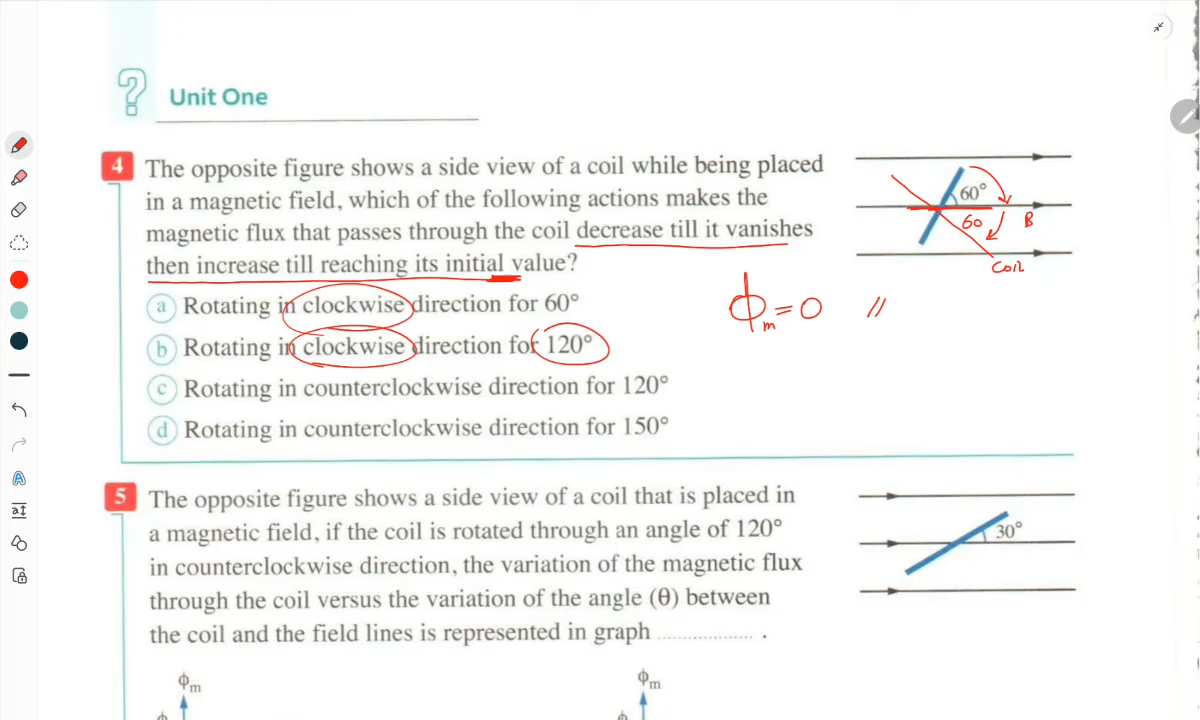 Unit One
4 The opposite figure shows a side view of a coil while being placed
in a magnetic field, which of the following actions makes the
magnetic flux that passes through the coil decrease till it vanishes
then increase till reaching its initial value?
a Rotating in clockwise direction for 60°
b Rotating in clockwise direction for 120°
c Rotating in counterclockwise direction for 120°
d Rotating in counterclockwise direction for 150°
60°
60
B
COIL
ϕm = 0 //
5 The opposite figure shows a side view of a coil that is placed in
a magnetic field, if the coil is rotated through an angle of 120°
in counterclockwise direction, the variation of the magnetic flux
through the coil versus the variation of the angle (θ) between
the coil and the field lines is represented in graph .................. .
30°
ϕm
ϕm